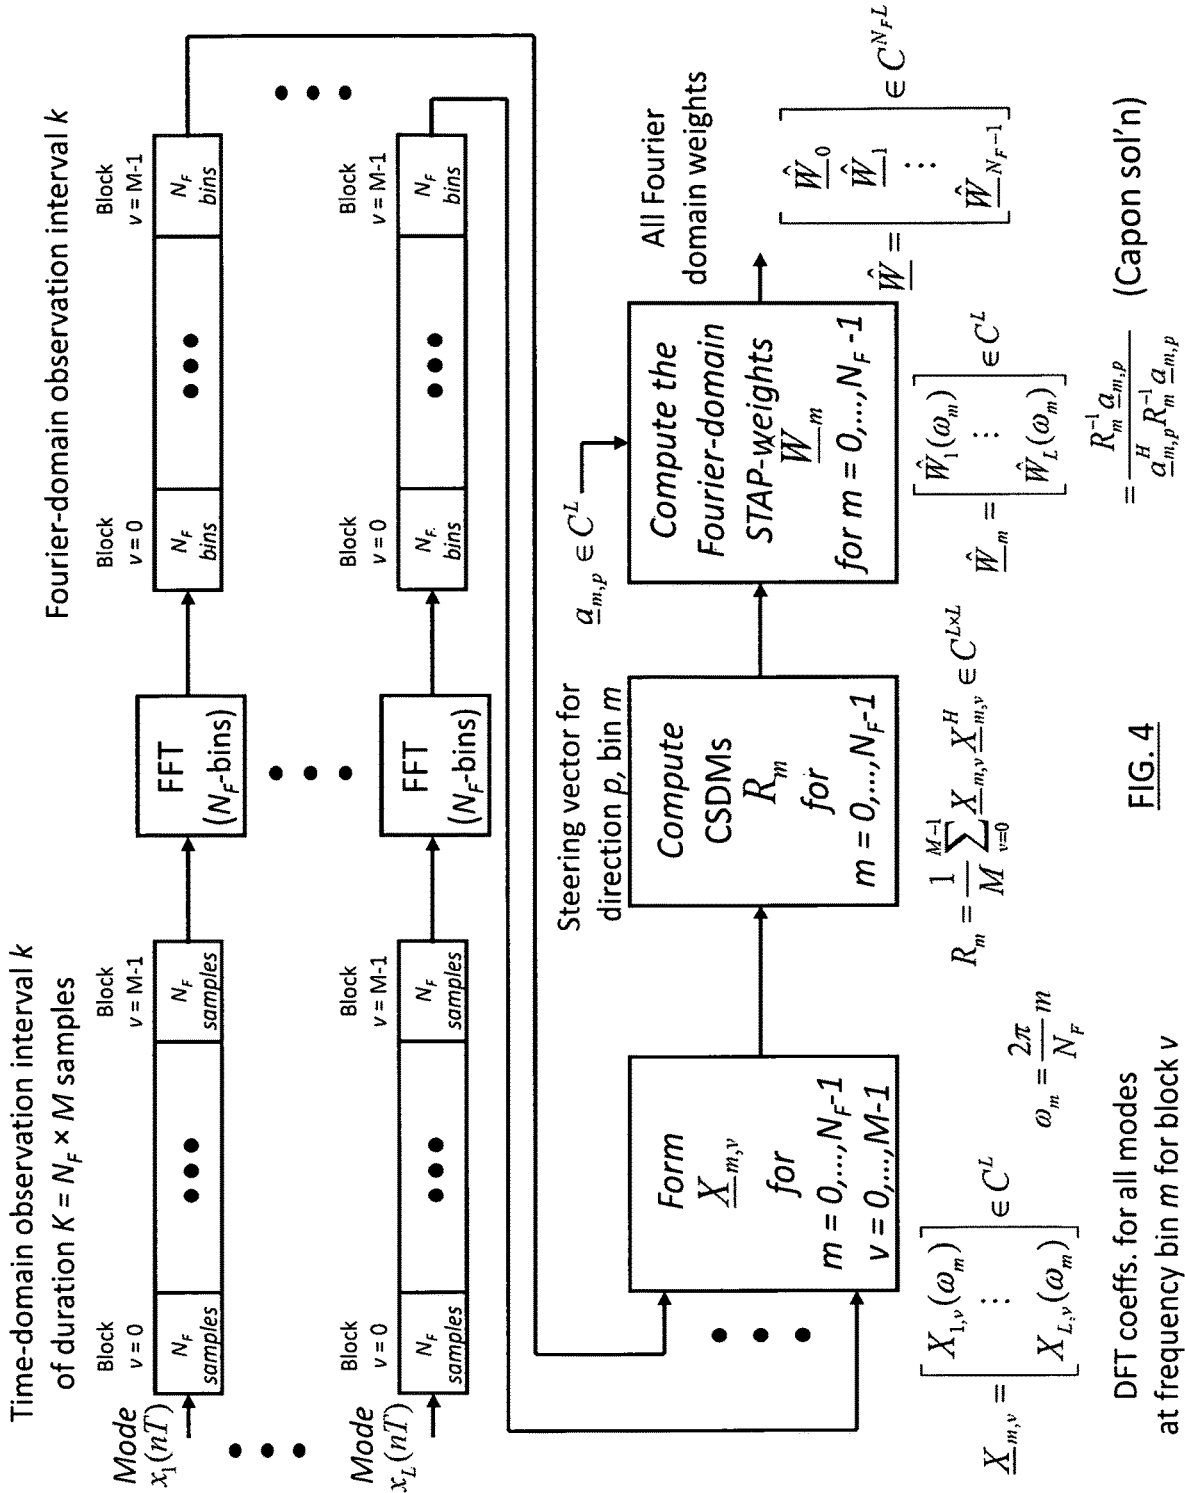 Time-domain observation interval k
of duration K = N_F × M samples
Fourier-domain observation interval k
Mode
x_1(nT)
Block
v = 0
N_F
samples
•••
Block
v = M-1
N_F
samples
FFT
(N_F-bins)
Block
v = 0
N_F
bins
•••
Block
v = M-1
N_F
bins
Mode
x_L(nT)
Block
v = 0
N_F
samples
•••
Block
v = M-1
N_F
samples
FFT
(N_F-bins)
Block
v = 0
N_F
bins
•••
Block
v = M-1
N_F
bins
Form
X_{m,v}
for
m = 0,...,N_F-1
v = 0,...,M-1
Steering vector for
direction p, bin m
a_{m,p} ∈ C^L
Compute
CSDMs
R_m
for
m = 0,...,N_F-1
Compute the
Fourier-domain
STAP-weights
W_m
for m = 0,...,N_F-1
All Fourier
domain weights
Ŵ = [Ŵ_0 Ŵ_1 ⋮ Ŵ_{N_F-1}] ∈ C^{N_F L}
X_{m,v} = [X_{1,v}(ω_m) ⋮ X_{L,v}(ω_m)] ∈ C^L
ω_m = 2π/N_F m
R_m = 1/M ∑_{v=0}^{M-1} X_{m,v} X_{m,v}^H ∈ C^{L×L}
Ŵ_m = [Ŵ_1(ω_m) ⋮ Ŵ_L(ω_m)] ∈ C^L
= R_m^{-1} a_{m,p} / a_{m,p}^H R_m^{-1} a_{m,p} (Capon sol'n)
DFT coeffs. for all modes
at frequency bin m for block v
FIG. 4